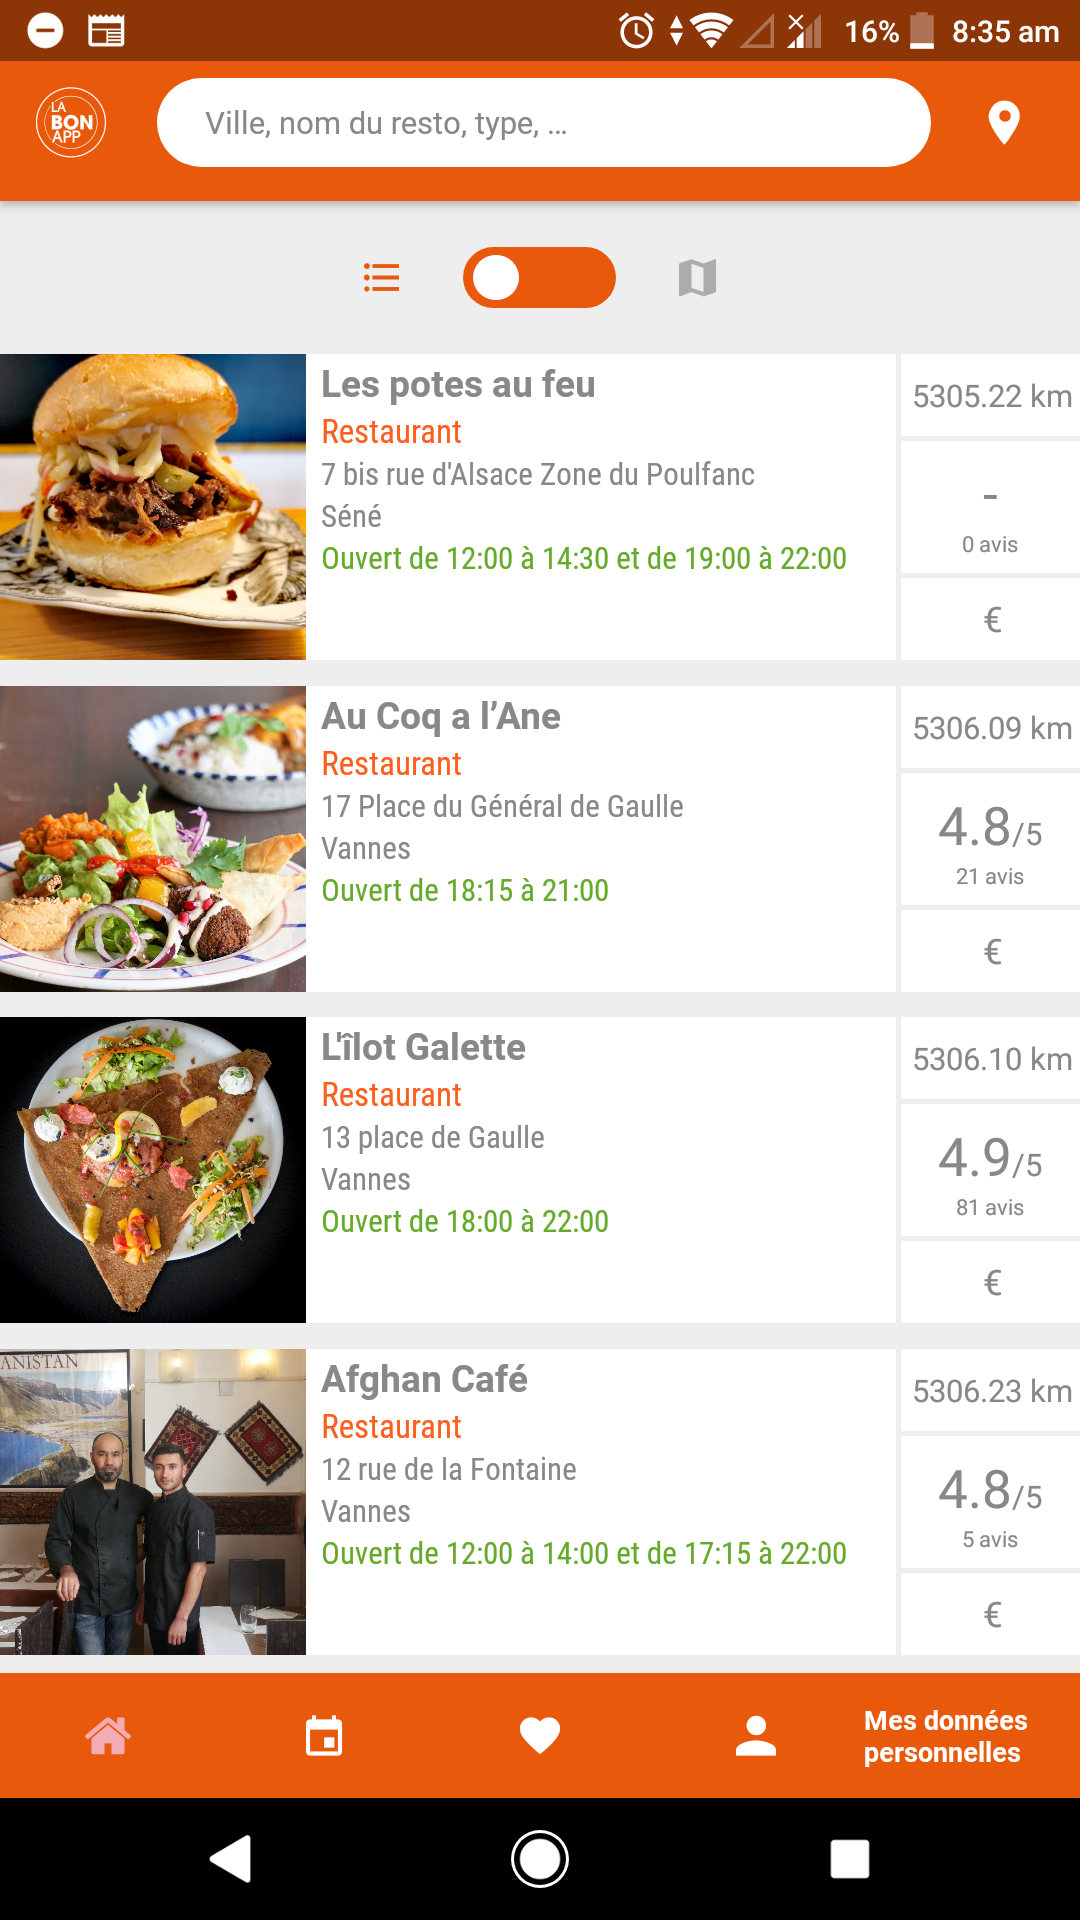 16% 8:35 am
LA
BON
APP
Ville, nom du resto, type, ...
Les potes au feu
Restaurant
7 bis rue d'Alsace Zone du Poulfanc
Séné
Ouvert de 12:00 à 14:30 et de 19:00 à 22:00
5305.22 km
-
0 avis
€
Au Coq a l’Ane
Restaurant
17 Place du Général de Gaulle
Vannes
Ouvert de 18:15 à 21:00
5306.09 km
4.8/5
21 avis
€
L'îlot Galette
Restaurant
13 place de Gaulle
Vannes
Ouvert de 18:00 à 22:00
5306.10 km
4.9/5
81 avis
€
ANISTAN
Afghan Café
Restaurant
12 rue de la Fontaine
Vannes
Ouvert de 12:00 à 14:00 et de 17:15 à 22:00
5306.23 km
4.8/5
5 avis
€
Mes données
personnelles